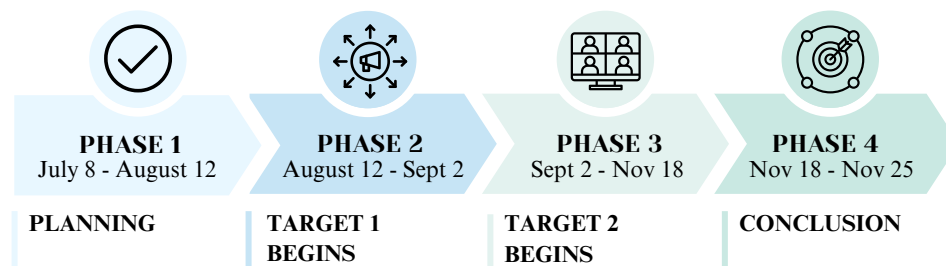 PHASE 1
July 8 - August 12
PHASE 2
August 12 - Sept 2
PHASE 3
Sept 2 - Nov 18
PHASE 4
Nov 18 - Nov 25
PLANNING
TARGET 1
BEGINS
TARGET 2
BEGINS
CONCLUSION